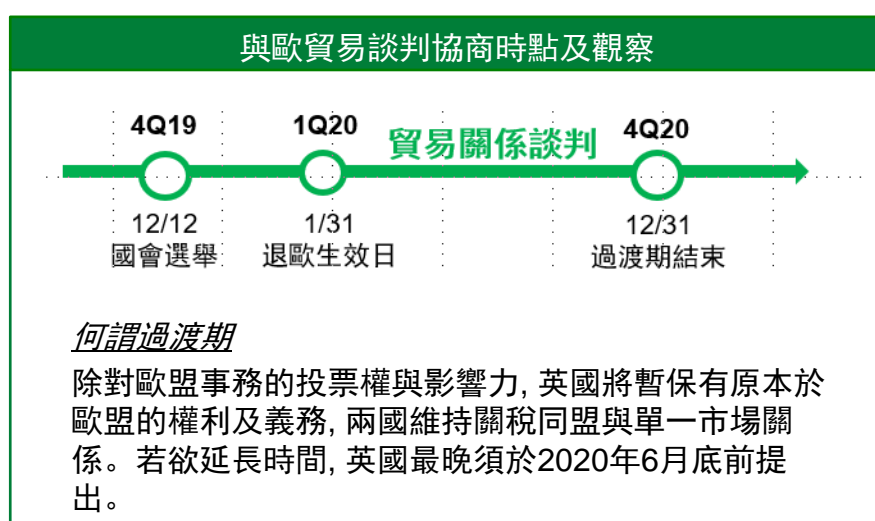 與歐貿易談判協商時點及觀察
4Q19 1Q20 貿易關係談判 4Q20
12/12 1/31 12/31
國會選舉 退歐生效日 過渡期結束
何謂過渡期
除對歐盟事務的投票權與影響力, 英國將暫保有原本於
歐盟的權利及義務, 兩國維持關稅同盟與單一市場關
係。若欲延長時間, 英國最晚須於2020年6月底前提
出。